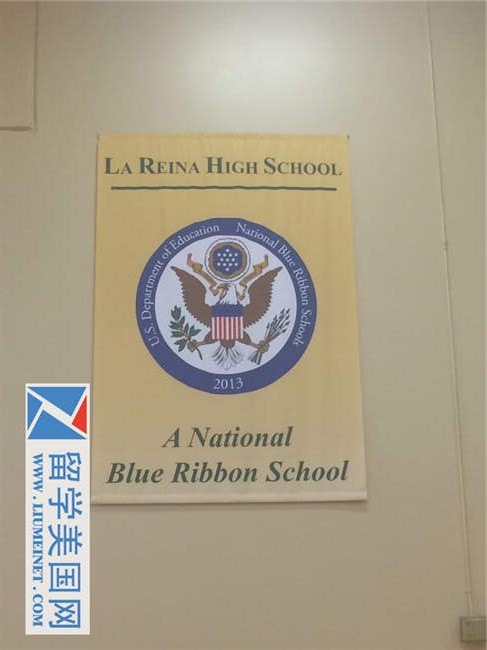 LA REINA HIGH SCHOOL
U.S. Department of Education National Blue Ribbon Schools
2013
A National
Blue Ribbon School
留学美国网
WWW.LIUMEINET.COM